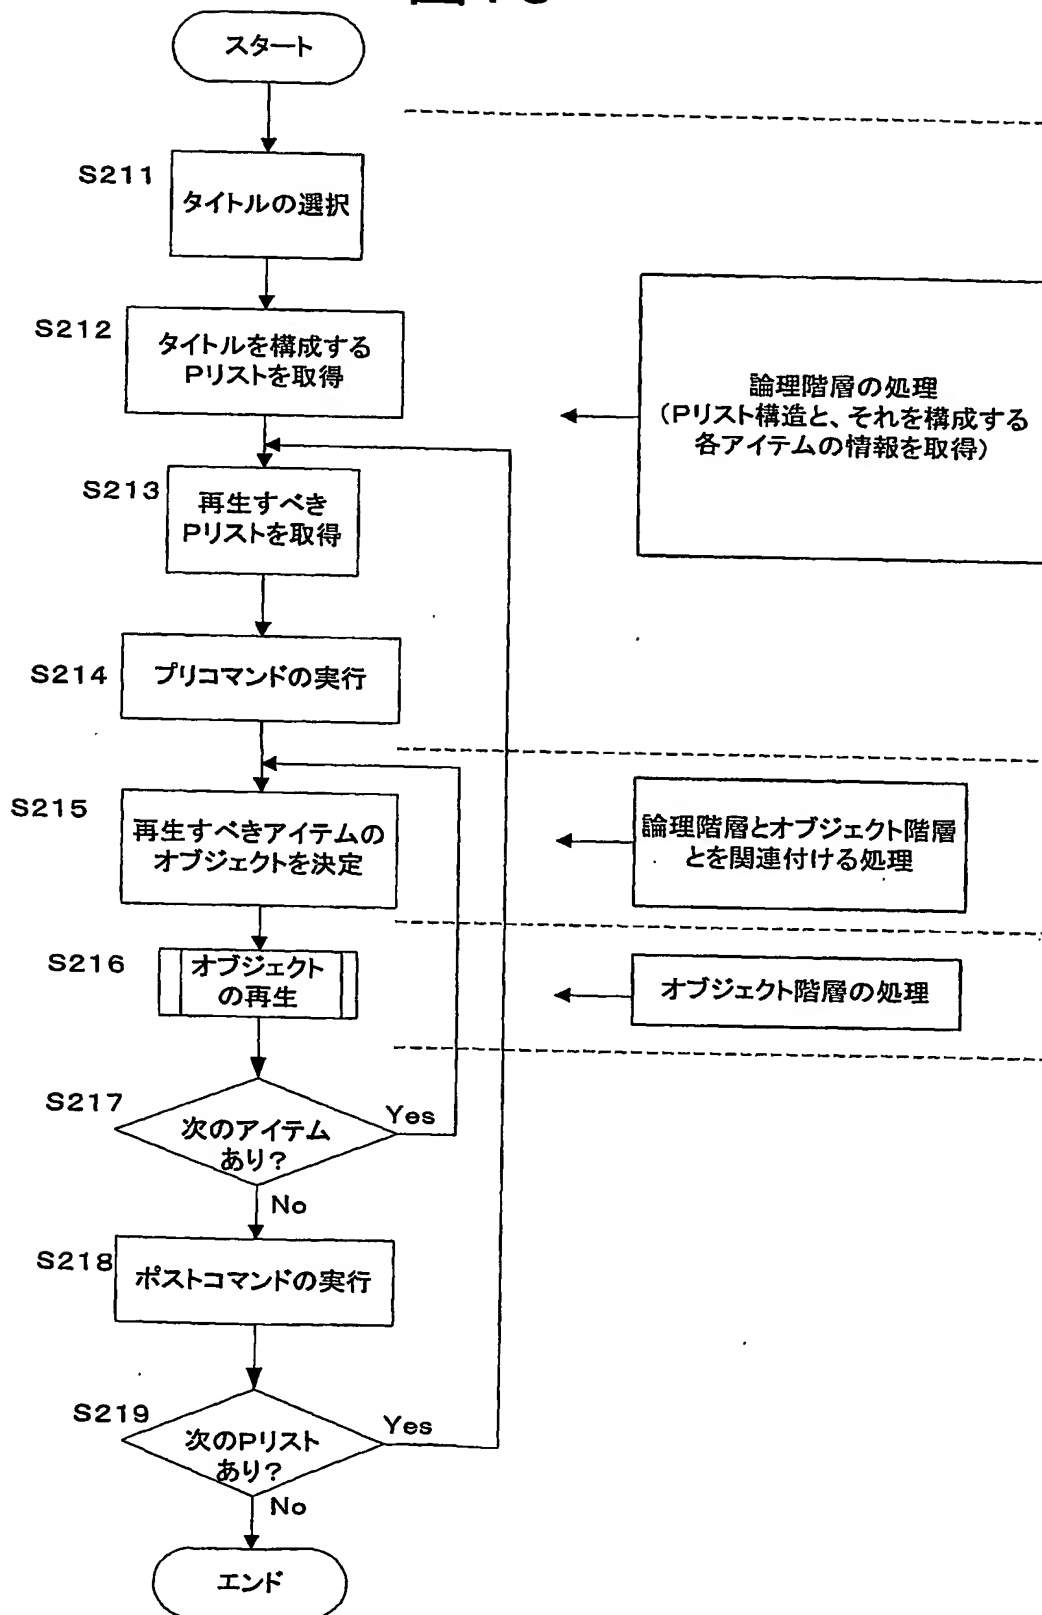 スタート
S211
タイトルの選択
S212
タイトルを構成する
Pリストを取得
論理階層の処理
(Pリスト構造と、それを構成する
各アイテムの情報を取得)
S213
再生すべき
Pリストを取得
S214
プリコマンドの実行
S215
再生すべきアイテムの
オブジェクトを決定
論理階層とオブジェクト階層
とを関連付ける処理
S216
オブジェクト
の再生
オブジェクト階層の処理
S217
次のアイテム
あり?
Yes
No
S218
ポストコマンドの実行
S219
次のPリスト
あり?
Yes
No
エンド